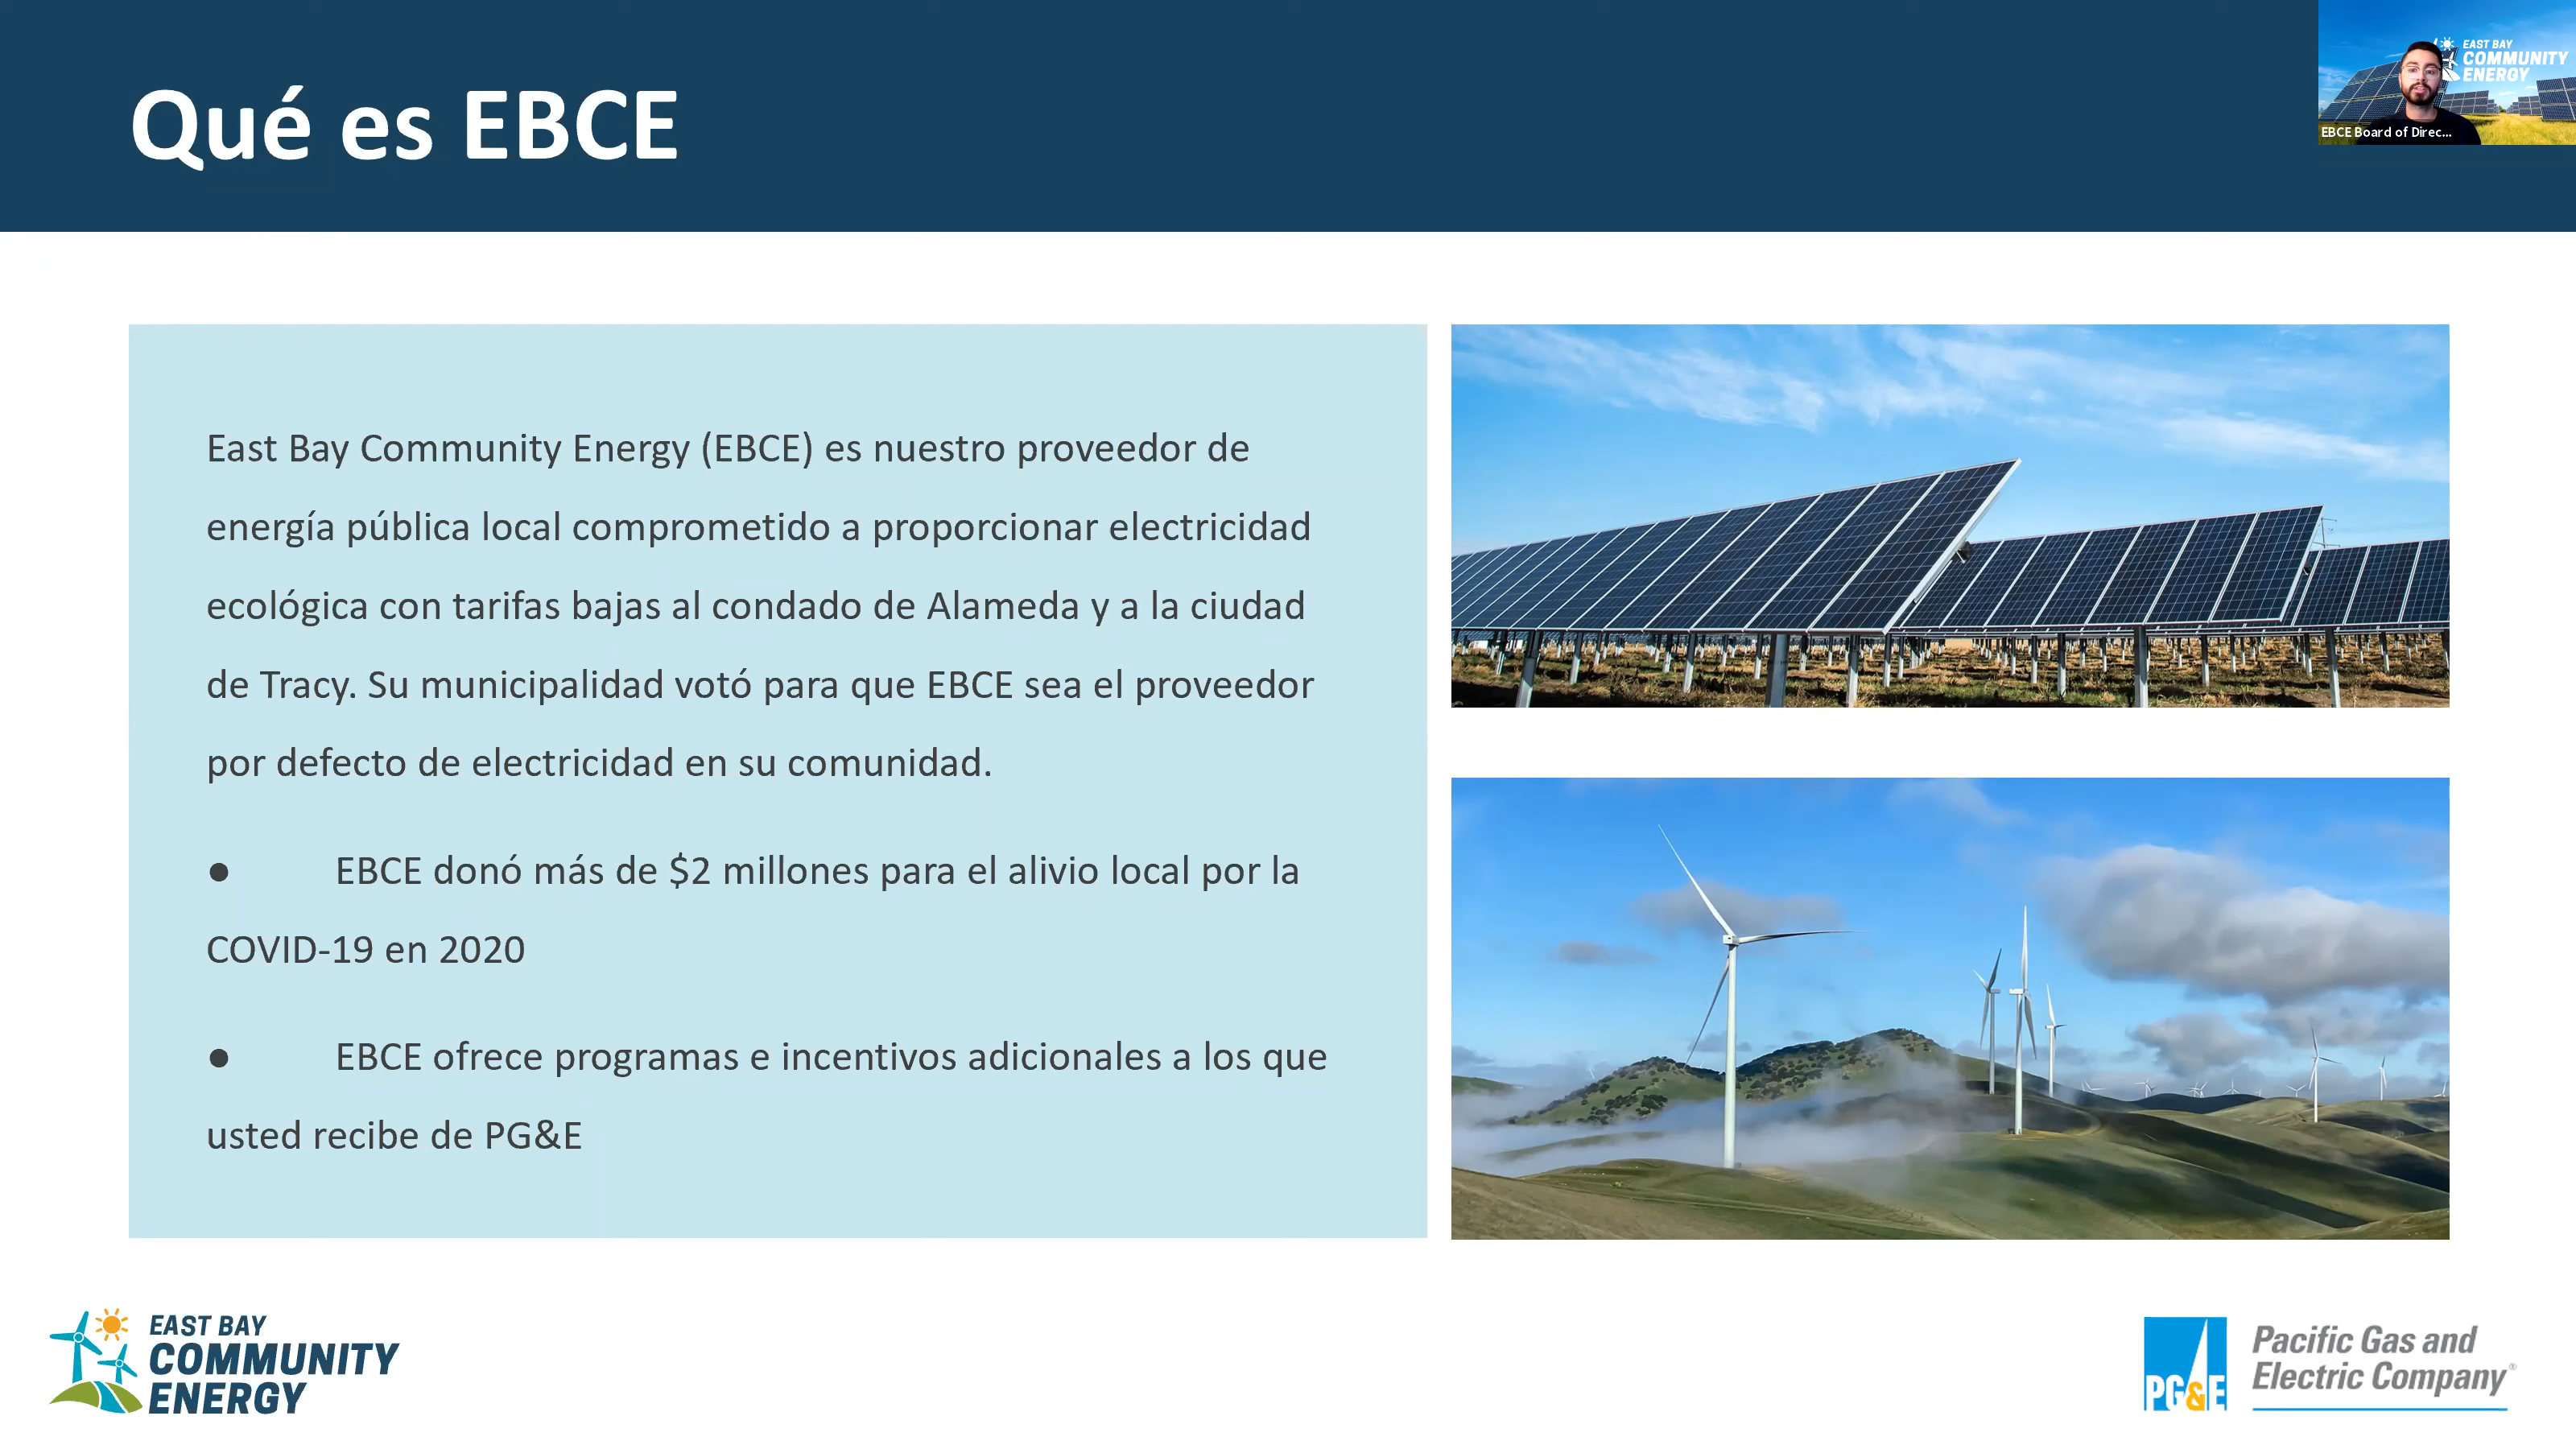 Qué es EBCE
EAST BAY
COMMUNITY
ENERGY
EBCE Board of Direc...
East Bay Community Energy (EBCE) es nuestro proveedor de
energía pública local comprometido a proporcionar electricidad
ecológica con tarifas bajas al condado de Alameda y a la ciudad
de Tracy. Su municipalidad votó para que EBCE sea el proveedor
por defecto de electricidad en su comunidad.
● EBCE donó más de $2 millones para el alivio local por la
COVID-19 en 2020
● EBCE ofrece programas e incentivos adicionales a los que
usted recibe de PG&E
EAST BAY
COMMUNITY
ENERGY
PG&E
Pacific Gas and
Electric Company®